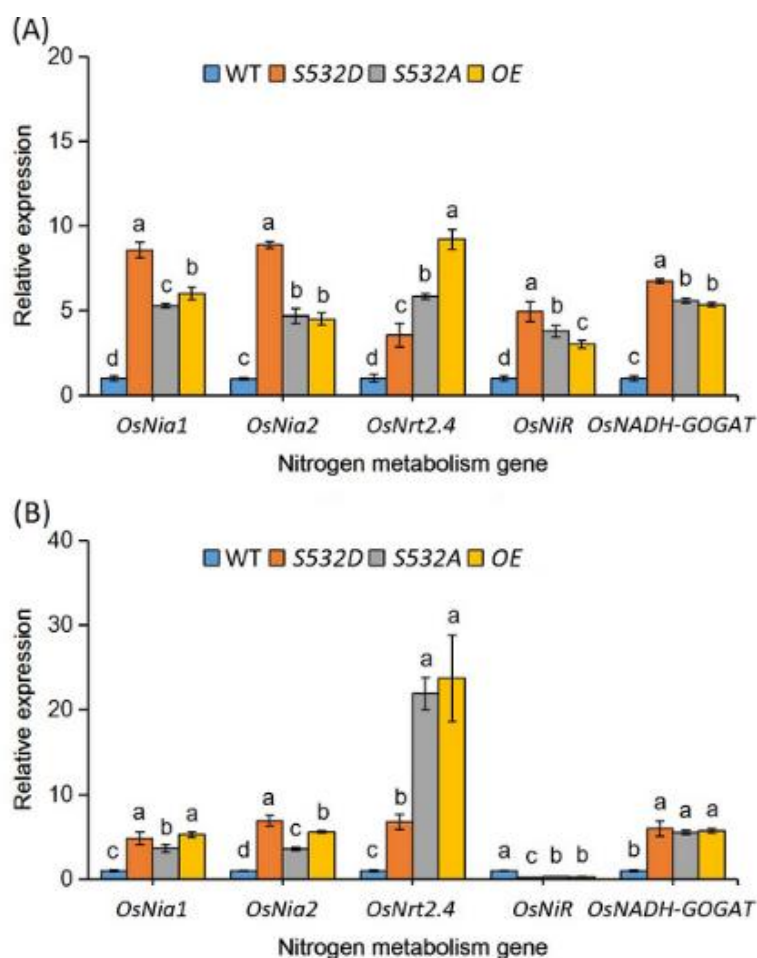 (A)
20
WT S532D S532A OE
15
Relative expression
10
5
0
d a c b
c a b b
d c b a
d a b c
c a b b
OsNia1 OsNia2 OsNrt2.4 OsNiR OsNADH-GOGAT
Nitrogen metabolism gene
(B)
40
WT S532D S532A OE
30
Relative expression
20
10
0
c a b a
d a c b
c b a a
a c b b
b a a a
OsNia1 OsNia2 OsNrt2.4 OsNiR OsNADH-GOGAT
Nitrogen metabolism gene